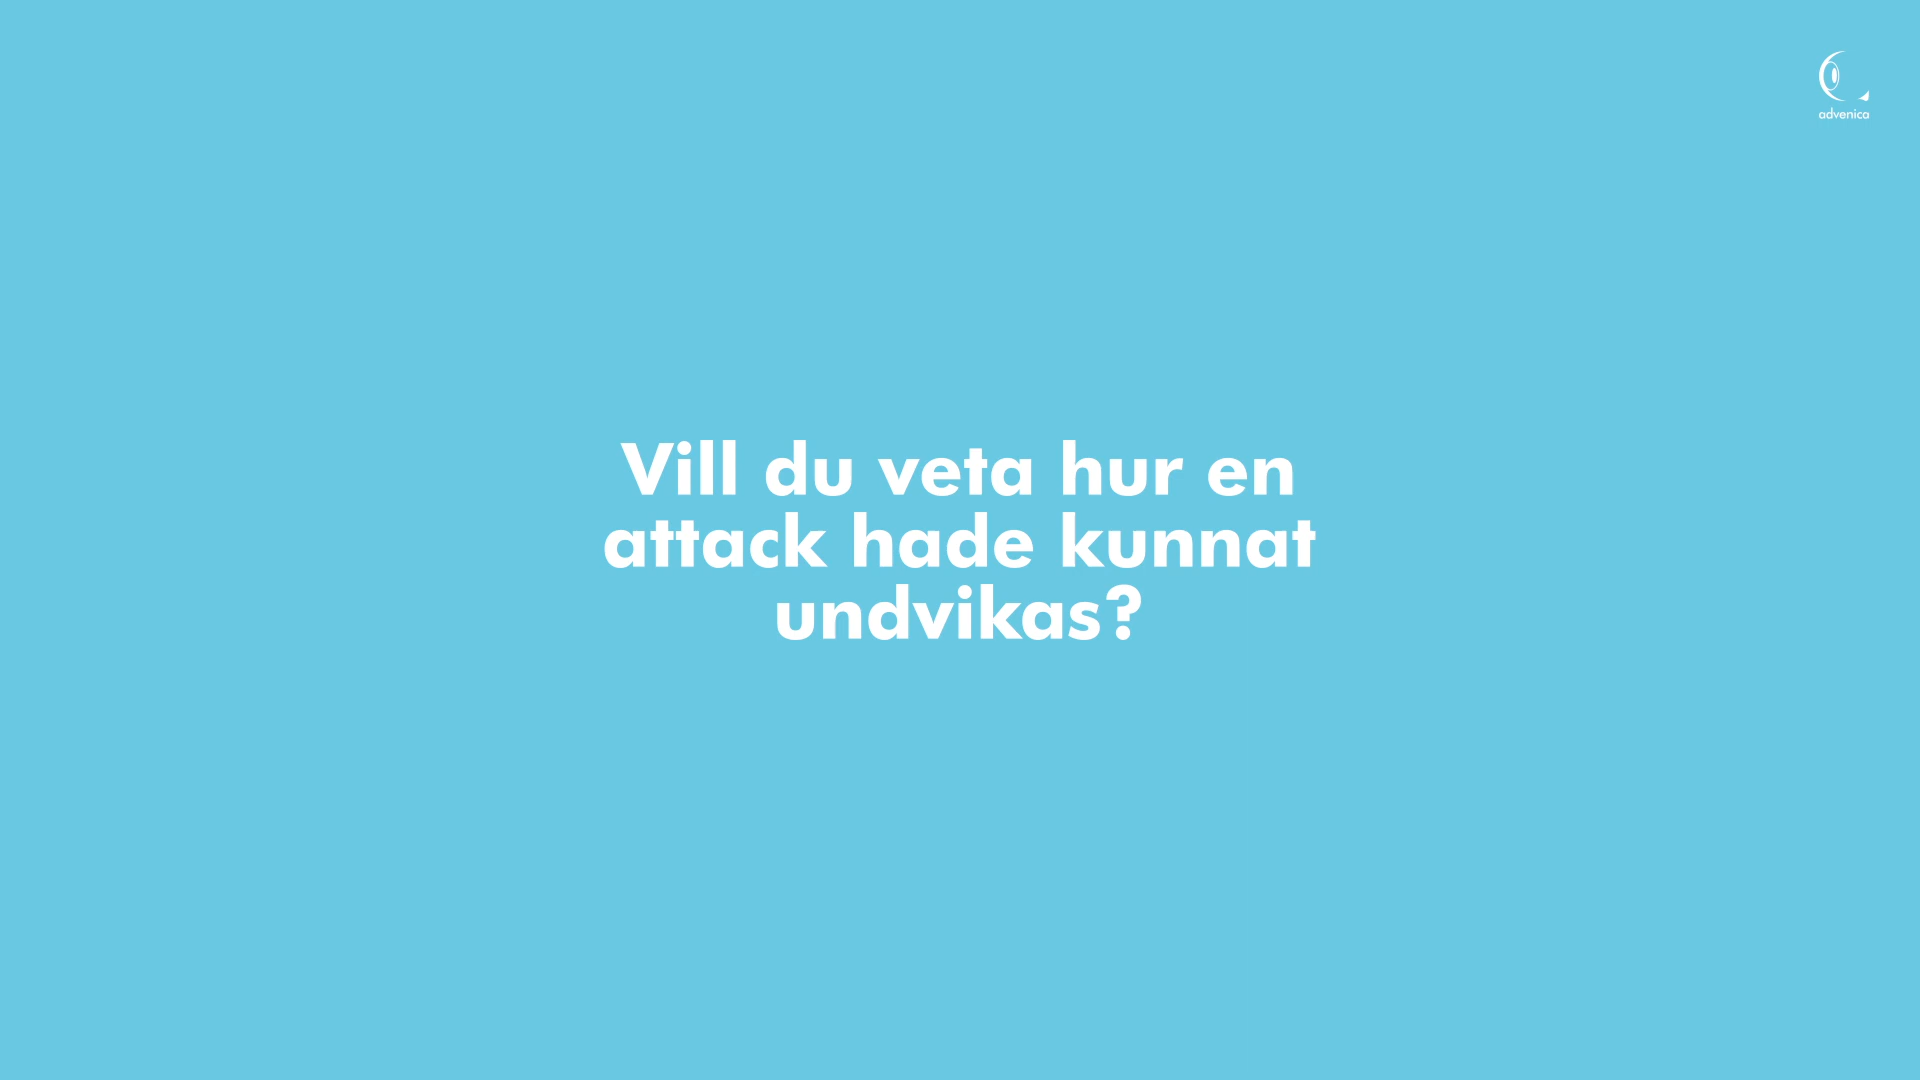 advenica
Vill du veta hur en
attack hade kunnat
undvikas?